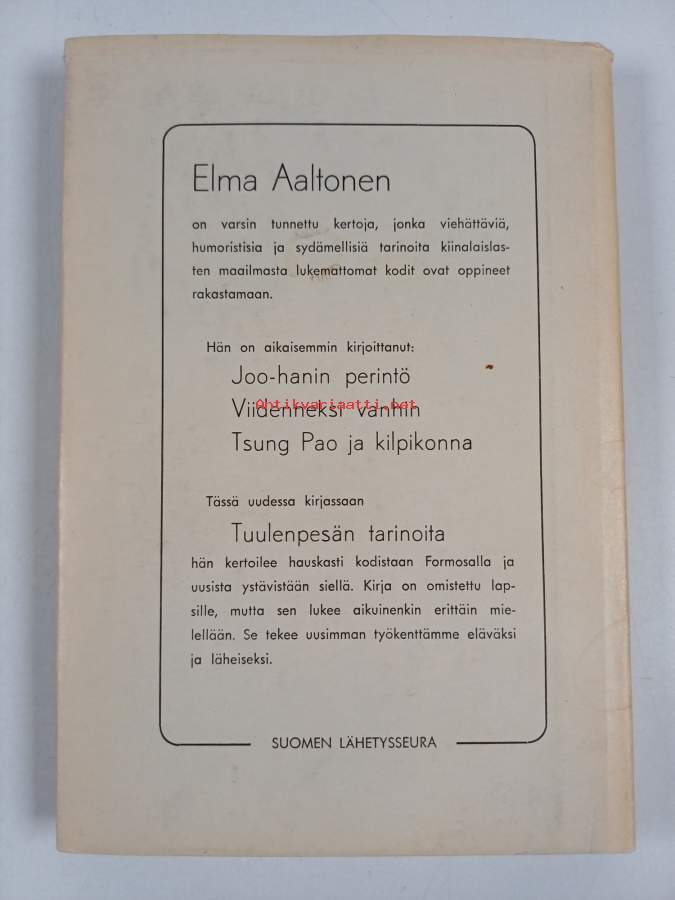 Elma Aaltonen
on varsin tunnettu kertoja, jonka viehättäviä,
humoristisia ja sydämellisiä tarinoita kiinalaislas-
ten maailmasta lukemattomat kodit ovat oppineet
rakastamaan.
Hän on aikaisemmin kirjoittanut:
Joo-hanin perintö
Viidenneksi vanhin
Antikvariaatti.net
Tsung Pao ja kilpikonna
Tässä uudessa kirjassaan
Tuulenpesän tarinoita
hän kertoilee hauskasti kodistaan Formosalla ja
uusista ystävistään siellä. Kirja on omistettu lap-
sille, mutta sen lukee aikuinenkin erittäin mie-
lellään. Se tekee uusimman työkenttämme eläväksi
ja läheiseksi.
SUOMEN LÄHETYSSEURA